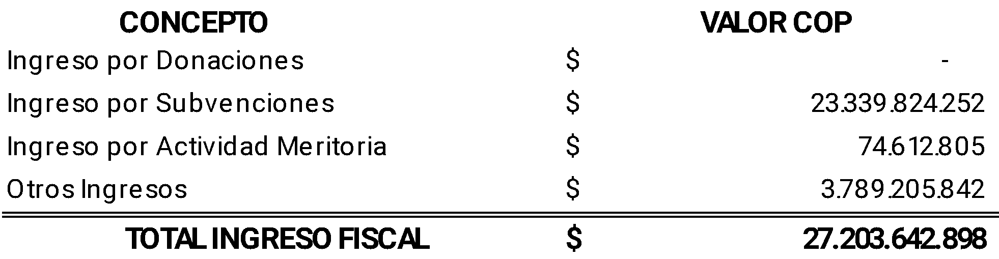 CONCEPTO VALOR COP
Ingreso por Donaciones $ -
Ingreso por Subvenciones $ 23.339.824.252
Ingreso por Actividad Meritoria $ 74.612.805
Otros Ingresos $ 3.789.205.842
TOTAL INGRESO FISCAL $ 27.203.642.898